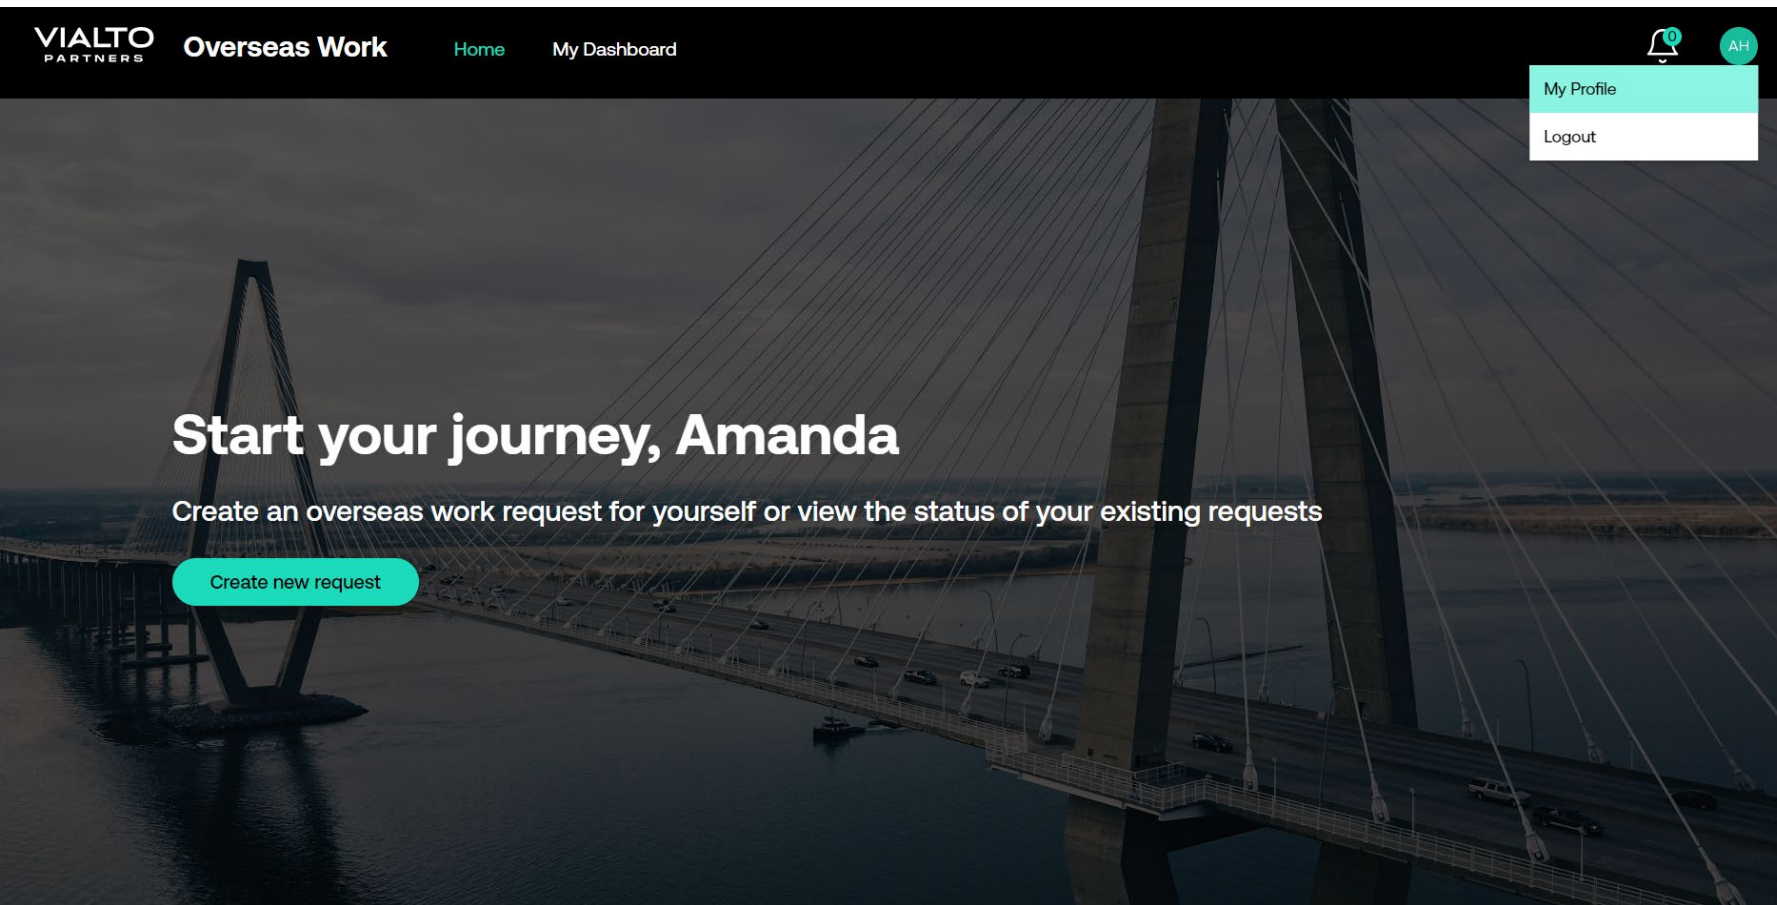 VIALTO
PARTNERS
Overseas Work
Home
My Dashboard
0
AH
My Profile
Logout
Start your journey, Amanda
Create an overseas work request for yourself or view the status of your existing requests
Create new request